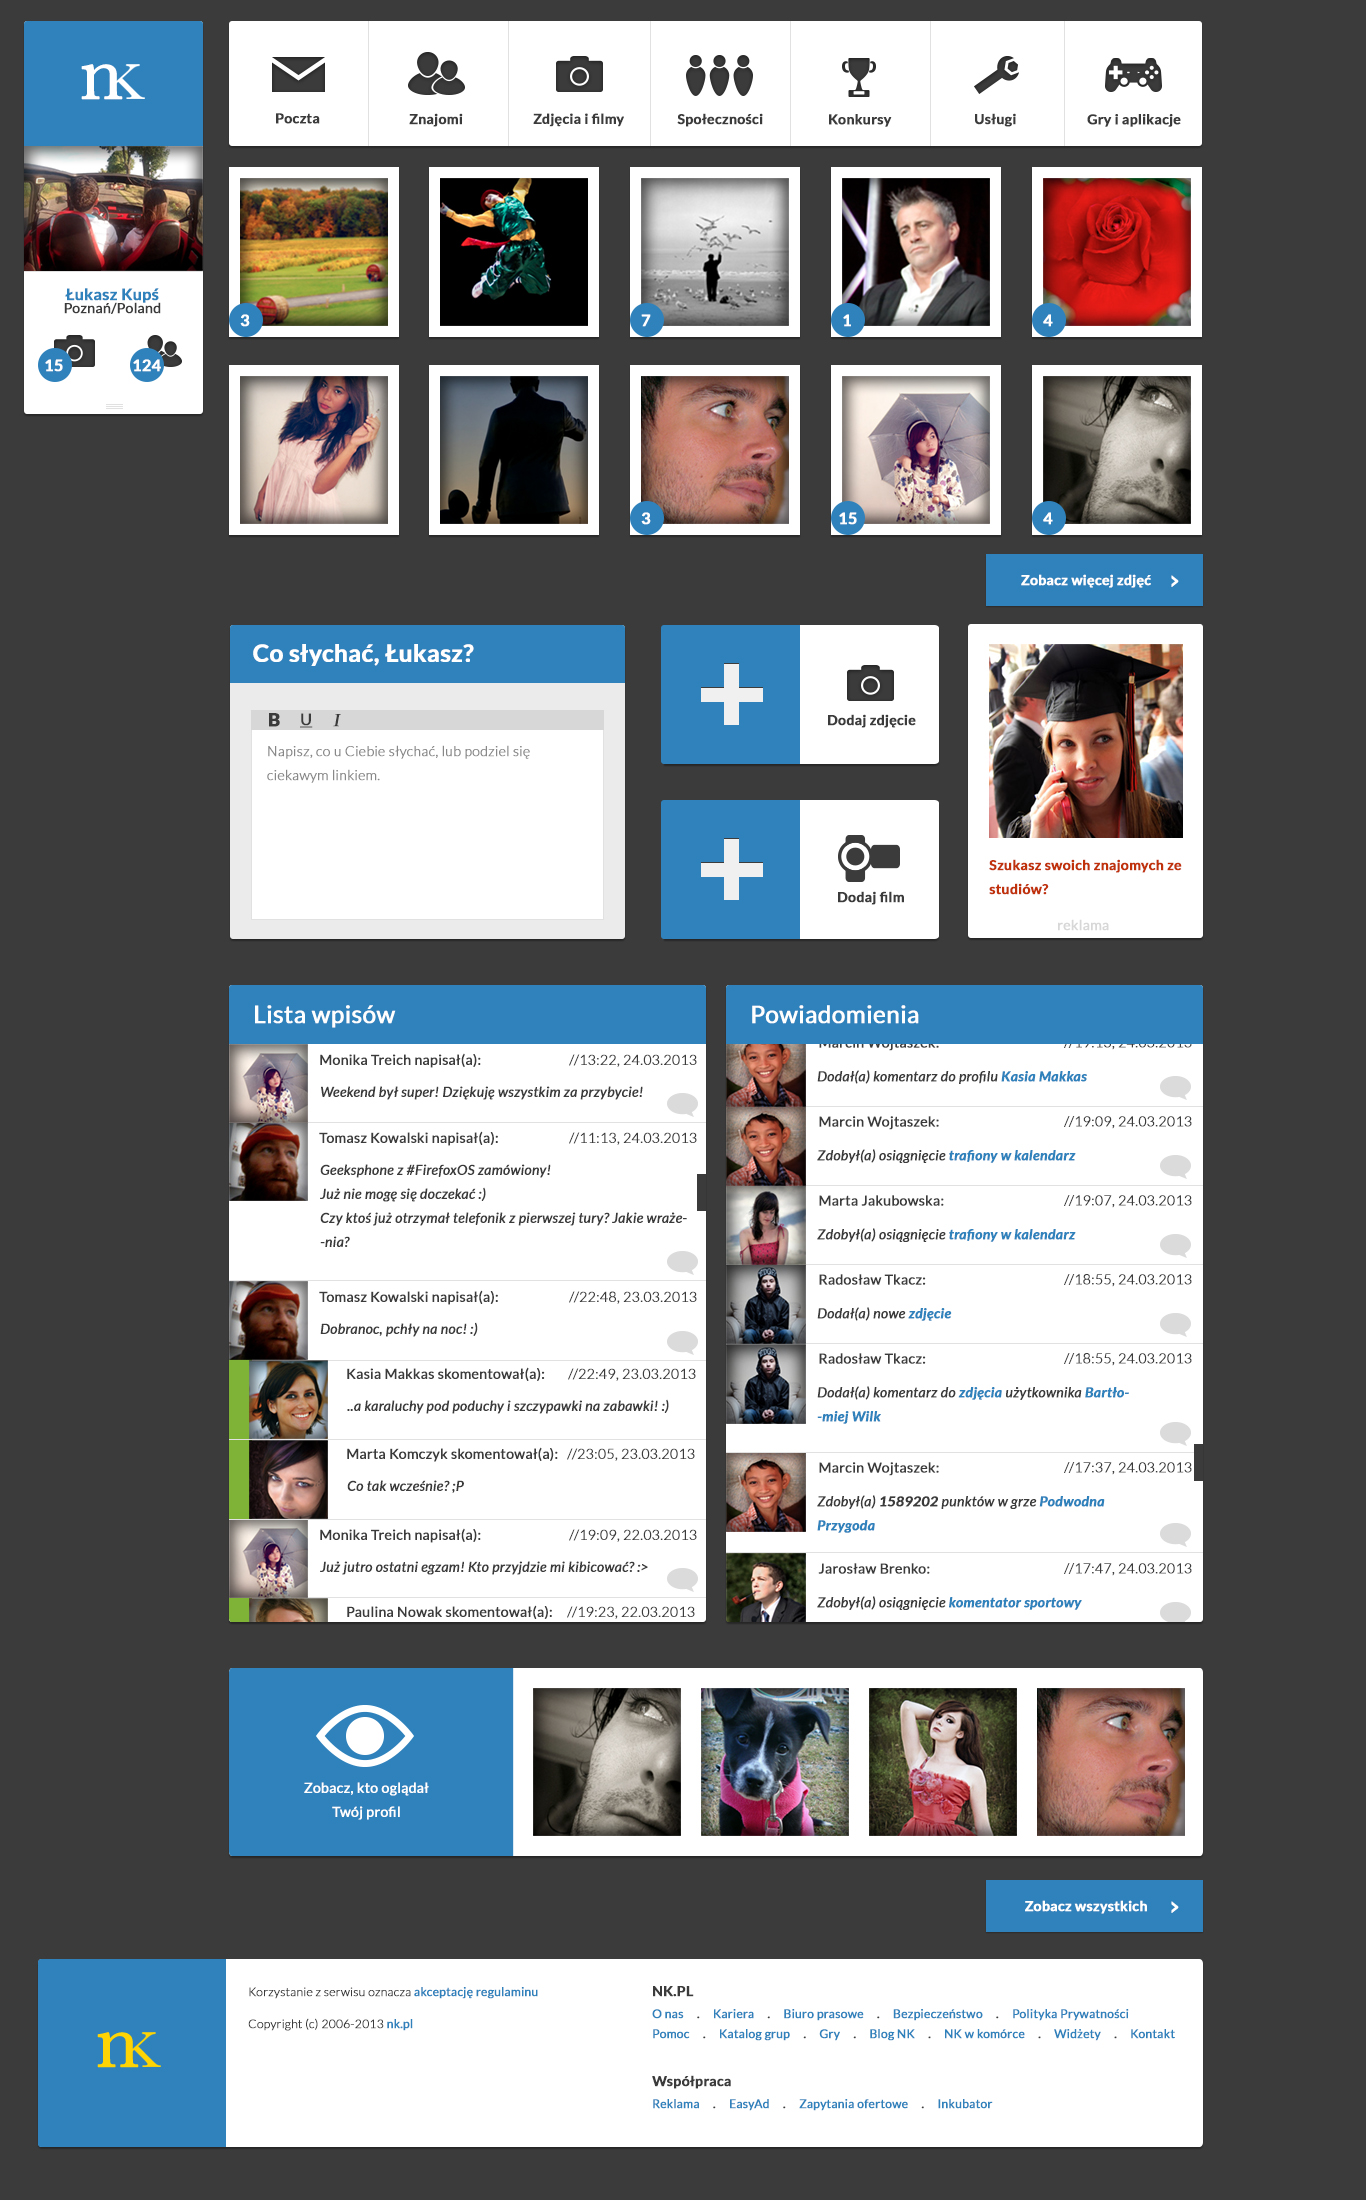 nk
Poczta
Znajomi
Zdjęcia i filmy
Społeczności
Konkursy
Usługi
Gry i aplikacje
Łukasz Kupś
Poznań/Poland
15
124
3
7
1
4
3
15
4
Zobacz więcej zdjęć
Co słychać, Łukasz?
B U I
Napisz, co u Ciebie słychać, lub podziel się
ciekawym linkiem.
Dodaj zdjęcie
Dodaj film
Szukasz swoich znajomych ze
studiów?
reklama
Lista wpisów
Monika Treich napisał(a): //13:22, 24.03.2013
Weekend był super! Dziękuję wszystkim za przybycie!
Tomasz Kowalski napisał(a): //11:13, 24.03.2013
Geeksphone z #FirefoxOS zamówiony!
Już nie mogę się doczekać :)
Czy ktoś już otrzymał telefonik z pierwszej tury? Jakie wraże-
-nia?
Tomasz Kowalski napisał(a): //22:48, 23.03.2013
Dobranoc, pchły na noc! :)
Kasia Makkas skomentował(a): //22:49, 23.03.2013
..a karaluchy pod poduchy i szczypawki na zabawki! :)
Marta Komczyk skomentował(a): //23:05, 23.03.2013
Co tak wcześnie? ;P
Monika Treich napisał(a): //19:09, 22.03.2013
Już jutro ostatni egzam! Kto przyjdzie mi kibicować? :>
Paulina Nowak skomentował(a): //19:23, 22.03.2013
Powiadomienia
Marcin Wojtaszek: //19:13, 24.03.2013
Dodał(a) komentarz do profilu Kasia Makkas
Marcin Wojtaszek: //19:09, 24.03.2013
Zdobył(a) osiągnięcie trafiony w kalendarz
Marta Jakubowska: //19:07, 24.03.2013
Zdobył(a) osiągnięcie trafiony w kalendarz
Radosław Tkacz: //18:55, 24.03.2013
Dodał(a) nowe zdjęcie
Radosław Tkacz: //18:55, 24.03.2013
Dodał(a) komentarz do zdjęcia użytkownika Bartło-
-miej Wilk
Marcin Wojtaszek: //17:37, 24.03.2013
Zdobył(a) 1589202 punktów w grze Podwodna
Przygoda
Jarosław Brenko: //17:47, 24.03.2013
Zdobył(a) osiągnięcie komentator sportowy
Zobacz, kto oglądał
Twój profil
Zobacz wszystkich
nk
Korzystanie z serwisu oznacza akceptację regulaminu
Copyright (c) 2006-2013 nk.pl
NK.PL
O nas . Kariera . Biuro prasowe . Bezpieczeństwo . Polityka Prywatności
Pomoc . Katalog grup . Gry . Blog NK . NK w komórce . Widżety . Kontakt
Współpraca
Reklama . EasyAd . Zapytania ofertowe . Inkubator